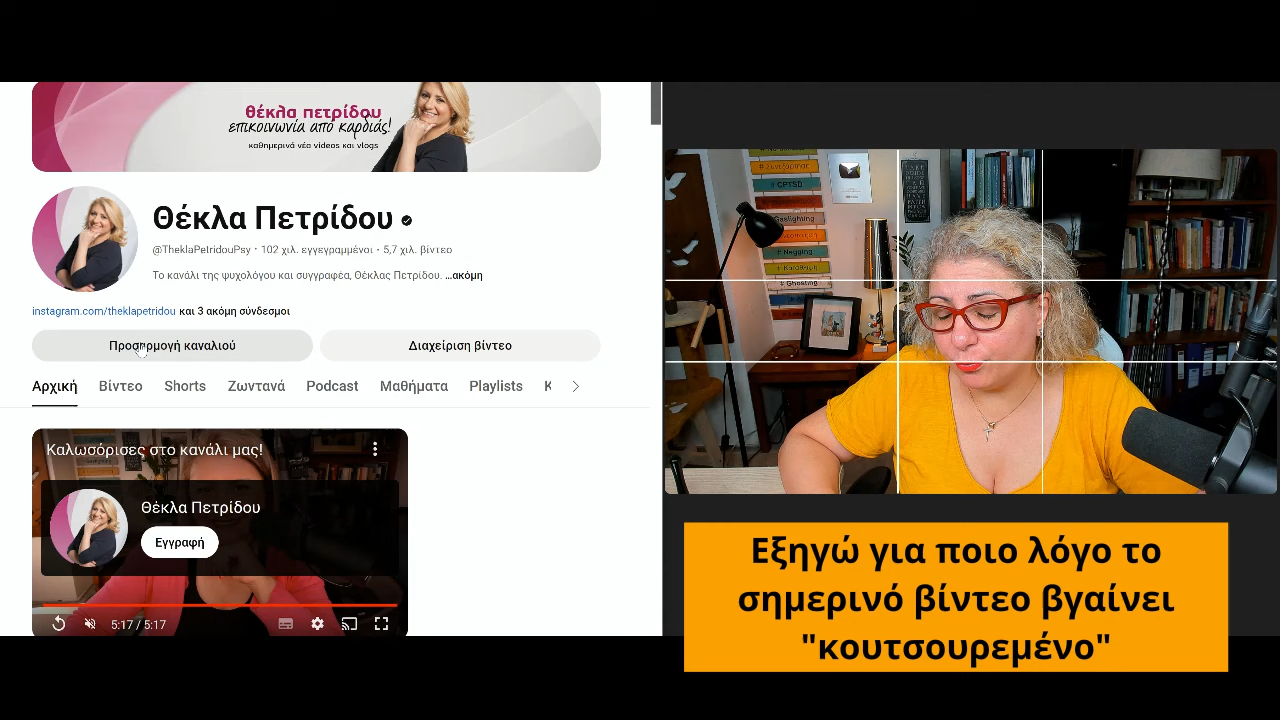 θέκλα πετρίδου
επικοινωνία από καρδιάς!
καθημερινά νέα videos και vlogs
Θέκλα Πετρίδου
@TheklaPetridouPsy · 102 χιλ. εγγεγραμμένοι · 5,7 χιλ. βίντεο
Το κανάλι της ψυχολόγου και συγγραφέα, Θέκλας Πετρίδου. ...ακόμη
instagram.com/theklapetridou και 3 ακόμη σύνδεσμοι
Προσαρμογή καναλιού
Διαχείριση βίντεο
Αρχική Βίντεο Shorts Ζωντανά Podcast Μαθήματα Playlists Κ
Καλωσόρισες στο κανάλι μας!
Θέκλα Πετρίδου
Εγγραφή
5:17 / 5:17
# CPTSD
Gaslighting
# Negging
# Ghosting
Εξηγώ για ποιο λόγο το
σημερινό βίντεο βγαίνει
"κουτσουρεμένο"